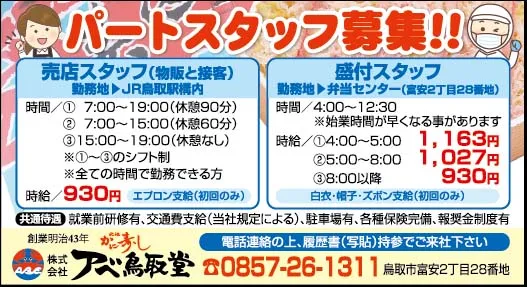 パートスタッフ募集!!
売店スタッフ(物販と接客)
勤務地▶JR鳥取駅構内
時間/① 7:00〜19:00(休憩90分)
② 7:00〜15:00(休憩60分)
③15:00〜19:00(休憩なし)
※①〜③のシフト制
※全ての時間で勤務できる方
時給/930円 エプロン支給(初回のみ)
盛付スタッフ
勤務地▶弁当センター(富安2丁目28番地)
時間/4:00〜12:30
※始業時間が早くなる事があります
時給/①4:00〜5:00 1,163円
②5:00〜8:00 1,027円
③8:00以降 930円
白衣・帽子・ズボン支給(初回のみ)
共通待遇 就業前研修有、交通費支給(当社規定による)、駐車場有、各種保険完備、報奨金制度有
創業明治43年
元祖 かに寿し
ABC 株式会社 アベ鳥取堂
電話連絡の上、履歴書(写貼)持参でご来社下さい
☎0857-26-1311 鳥取市富安2丁目28番地